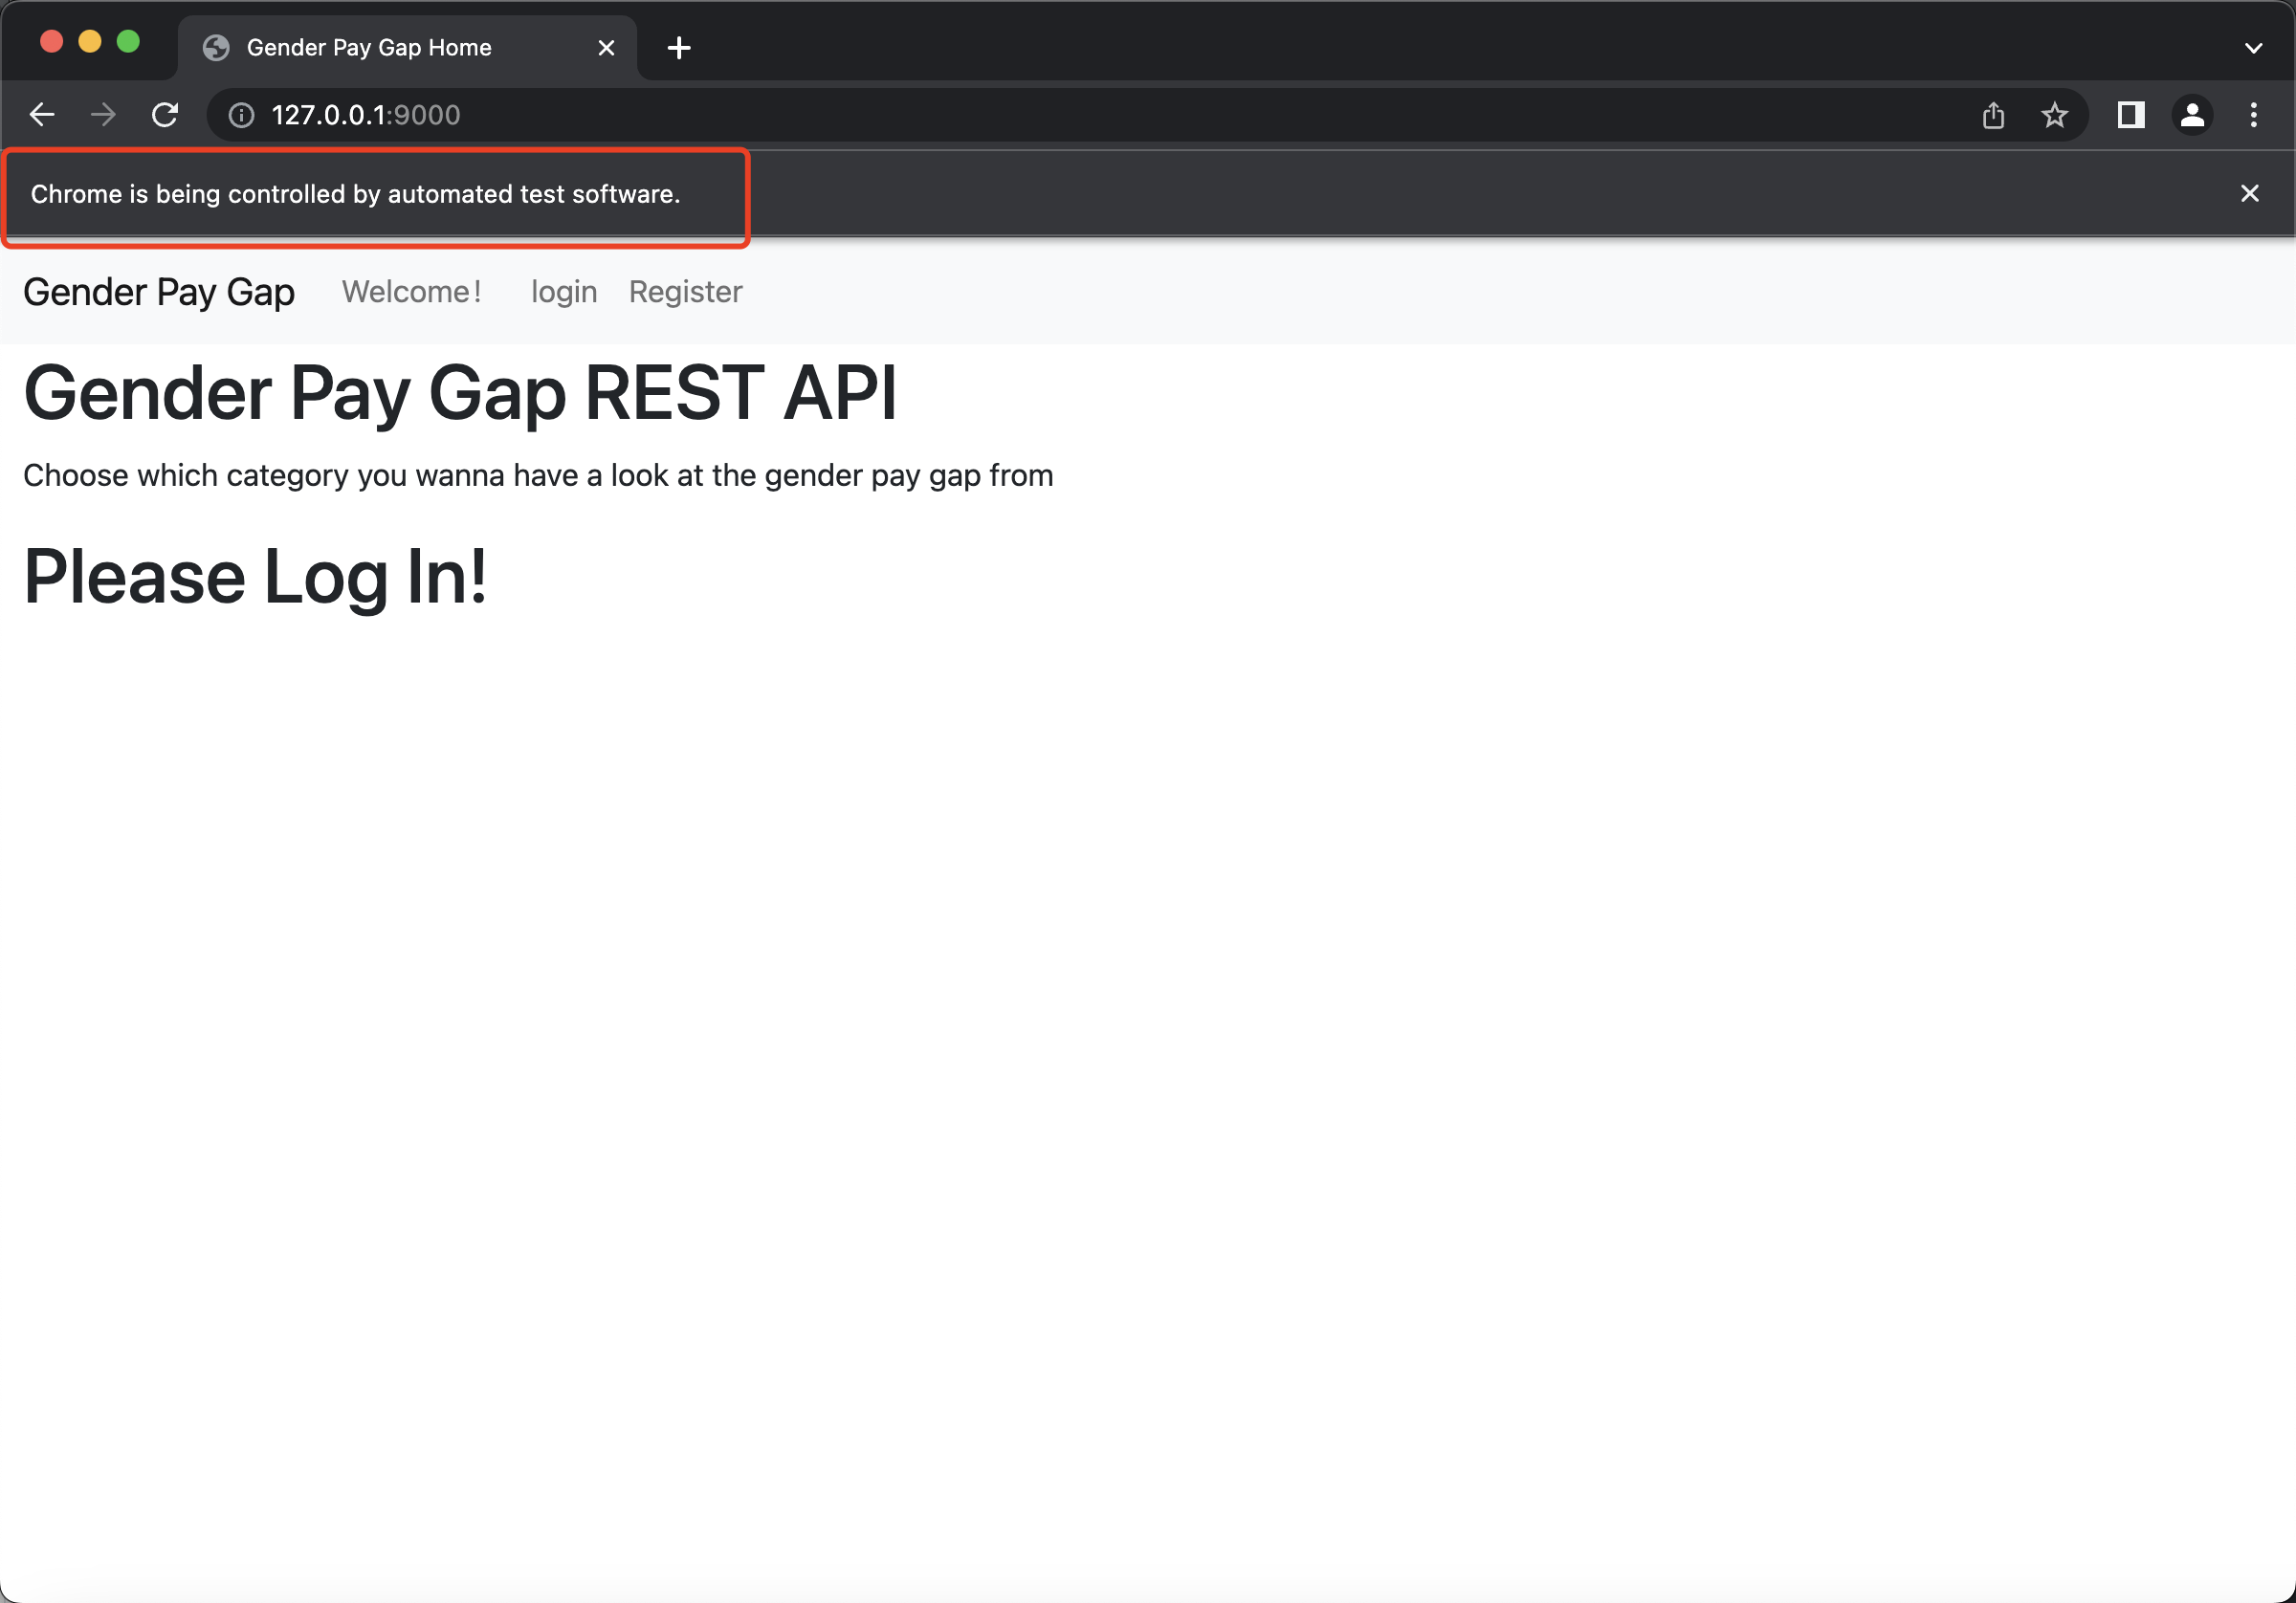 Gender Pay Gap Home
127.0.0.1:9000
Chrome is being controlled by automated test software.
Gender Pay Gap Welcome! login Register
Gender Pay Gap REST API
Choose which category you wanna have a look at the gender pay gap from
Please Log In!